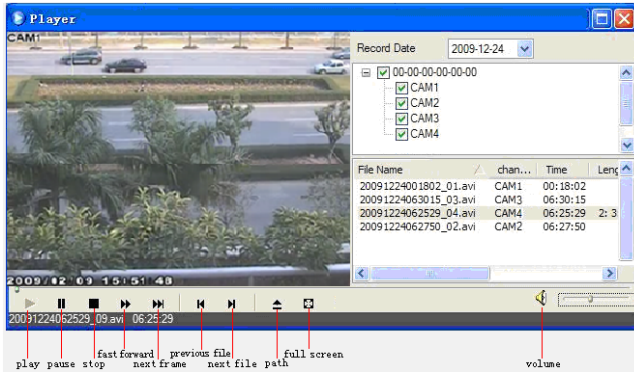 Player
CAM1
Record Date 2009-12-24
00-00-00-00-00-00
CAM1
CAM2
CAM3
CAM4
File Name chan... Time Leng
20091224001802_01.avi CAM1 00:18:02
20091224063015_03.avi CAM3 06:30:15
20091224062529_04.avi CAM4 06:25:29 2: 3
20091224062750_02.avi CAM2 06:27:50
2009/12/09 15:51:48
20091224062529_09.avi 06:25:29
play pause stop fast forward next frame previous file next file path full screen volume